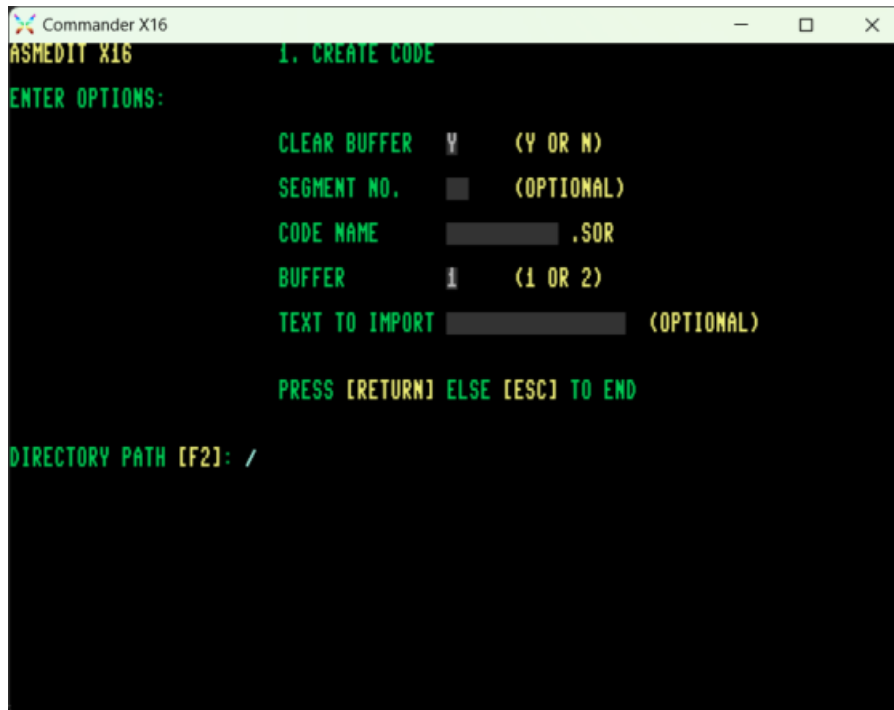 Commander X16
ASMEDIT X16 1. CREATE CODE
ENTER OPTIONS:
CLEAR BUFFER Y (Y OR N)
SEGMENT NO. (OPTIONAL)
CODE NAME .SOR
BUFFER 1 (1 OR 2)
TEXT TO IMPORT (OPTIONAL)
PRESS [RETURN] ELSE [ESC] TO END
DIRECTORY PATH [F2]: /